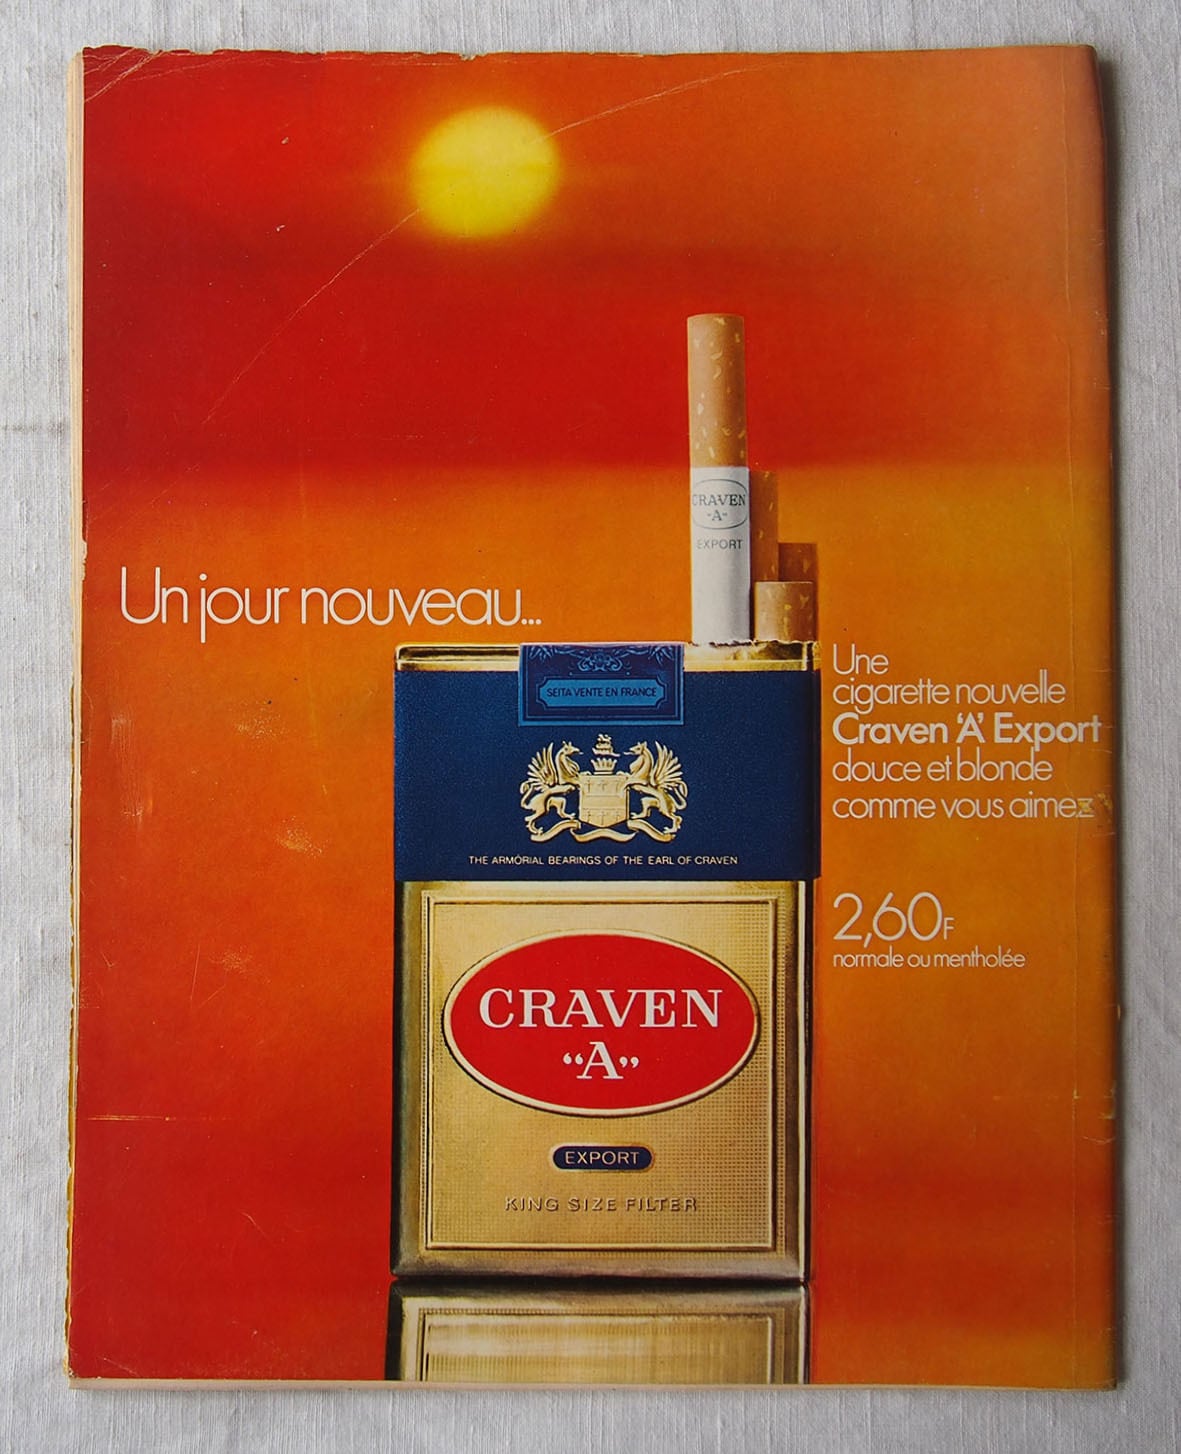 CRAVEN
"A"
EXPORT
Un jour nouveau...
SEITA VENTE EN FRANCE
THE ARMORIAL BEARINGS OF THE EARL OF CRAVEN
CRAVEN
"A"
EXPORT
KING SIZE FILTER
Une
cigarette nouvelle
Craven 'A' Export
douce et blonde
comme vous aimez
2,60F
normale ou mentholée